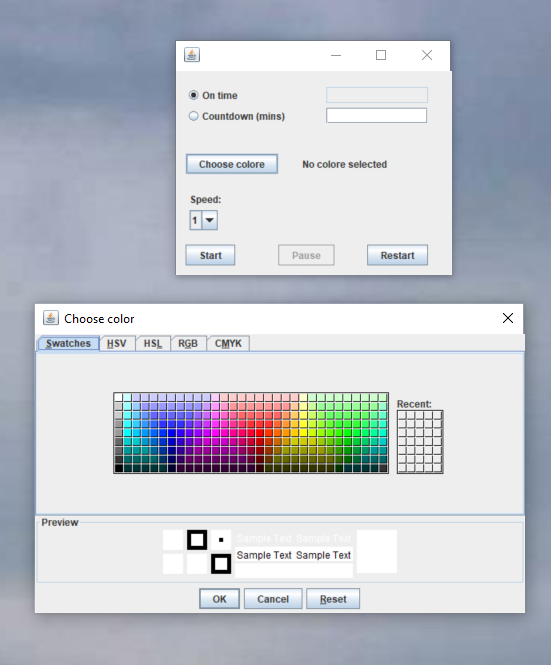 On time
Countdown (mins)
Choose colore No colore selected
Speed:
1
Start Pause Restart
Choose color
Swatches HSV HSL RGB CMYK
Recent:
Preview
Sample Text Sample Text
Sample Text Sample Text
OK Cancel Reset